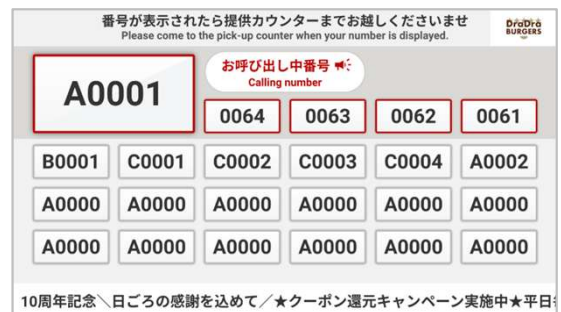 番号が表示されたら提供カウンターまでお越しくださいませ
Please come to the pick-up counter when your number is displayed.
DraDra
BURGERS
A0001
お呼び出し中番号
Calling number
0064 0063 0062 0061
B0001 C0001 C0002 C0003 C0004 A0002
A0000 A0000 A0000 A0000 A0000 A0000
A0000 A0000 A0000 A0000 A0000 A0000
10周年記念＼日ごろの感謝を込めて／★クーポン還元キャンペーン実施中★平日